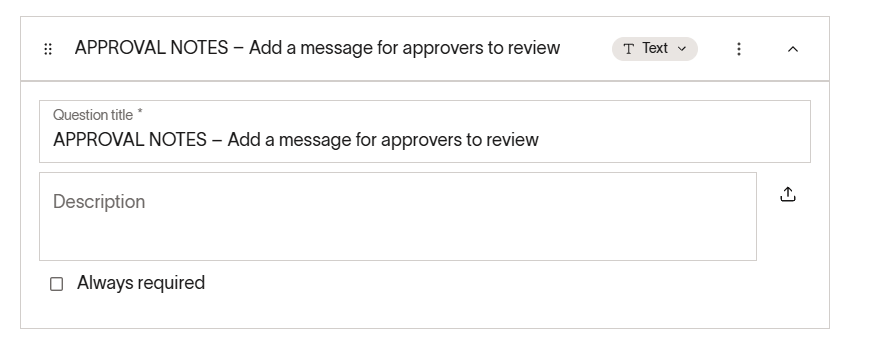 APPROVAL NOTES – Add a message for approvers to review
Text
Question title *
APPROVAL NOTES – Add a message for approvers to review
Description
Always required